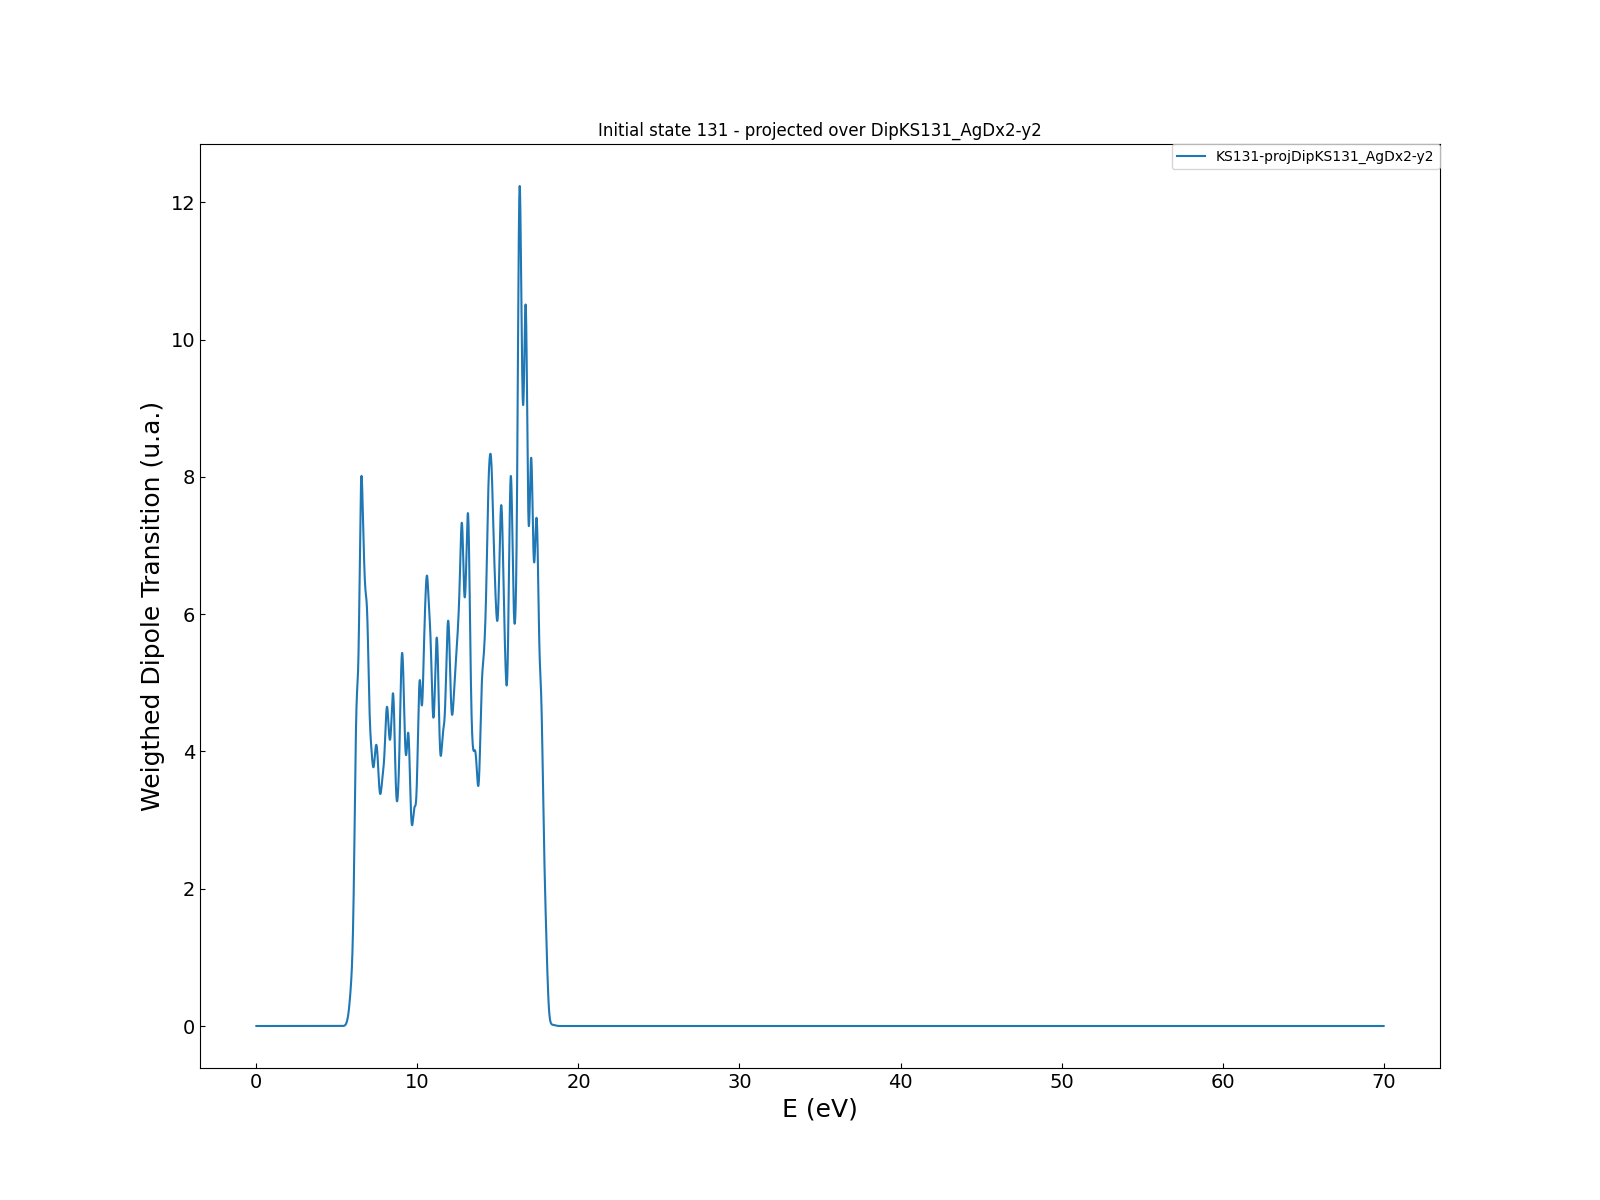 Initial state 131 - projected over DipKS131_AgDx2-y2
KS131-projDipKS131_AgDx2-y2
12
10
8
6
4
2
0
Weigthed Dipole Transition (u.a.)
0 10 20 30 40 50 60 70
E (eV)